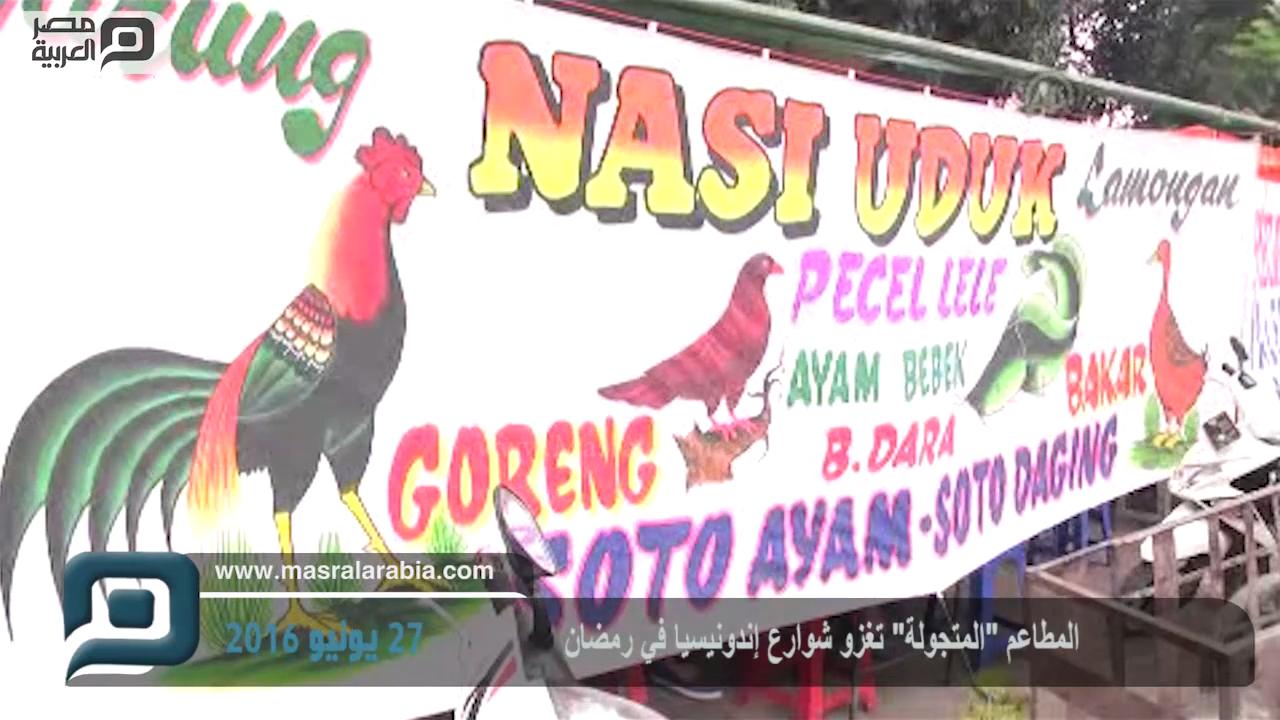 مصر
العربية
NASI UDUK Lamongan
PECEL LELE
AYAM BEBEK
BAKAR
GORENG
B.DARA
SOTO AYAM - SOTO DAGING
www.masralarabia.com
المطاعم "المتجولة" تغزو شوارع إندونيسيا في رمضان
27 يوليو 2016